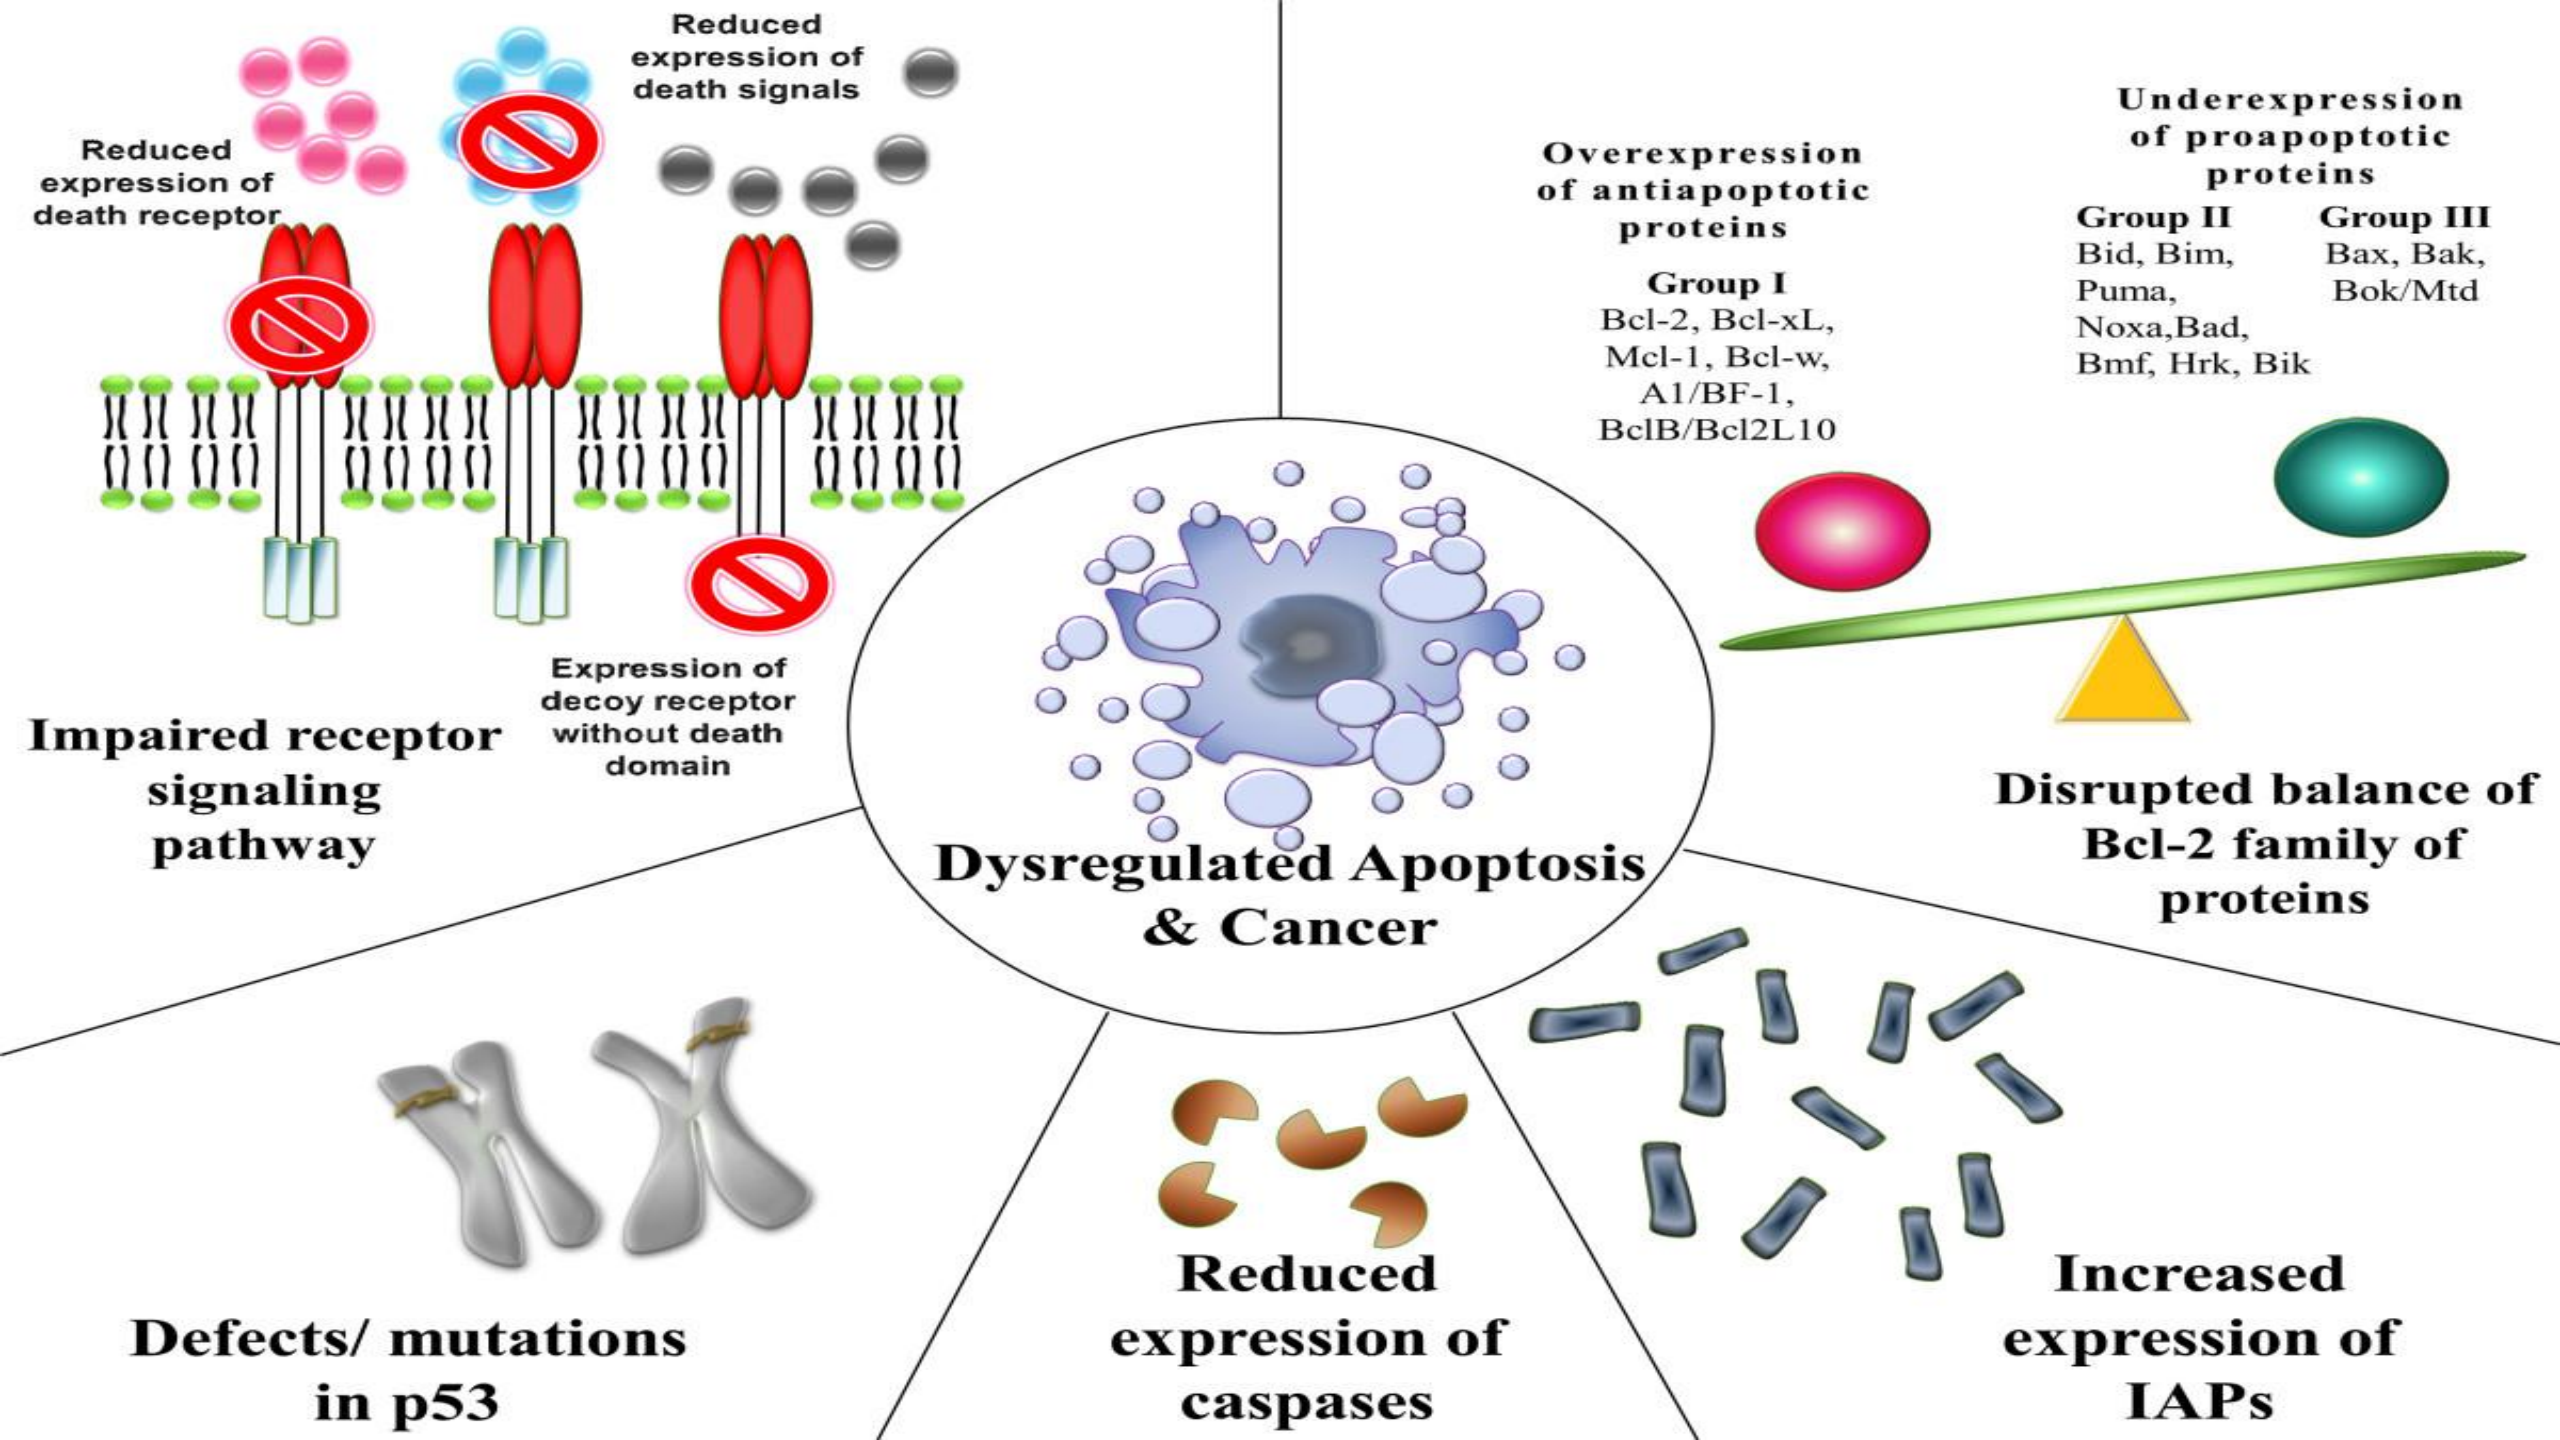 Reduced
expression of
death signals
Reduced
expression of
death receptor
Expression of
decoy receptor
without death
domain
Impaired receptor
signaling
pathway
Overexpression
of antiapoptotic
proteins
Group I
Bcl-2, Bcl-xL,
Mcl-1, Bcl-w,
A1/BF-1,
BclB/Bcl2L10
Underexpression
of proapoptotic
proteins
Group II
Bid, Bim,
Puma,
Noxa,Bad,
Bmf, Hrk, Bik
Group III
Bax, Bak,
Bok/Mtd
Disrupted balance of
Bcl-2 family of
proteins
Dysregulated Apoptosis
& Cancer
Defects/ mutations
in p53
Reduced
expression of
caspases
Increased
expression of
IAPs